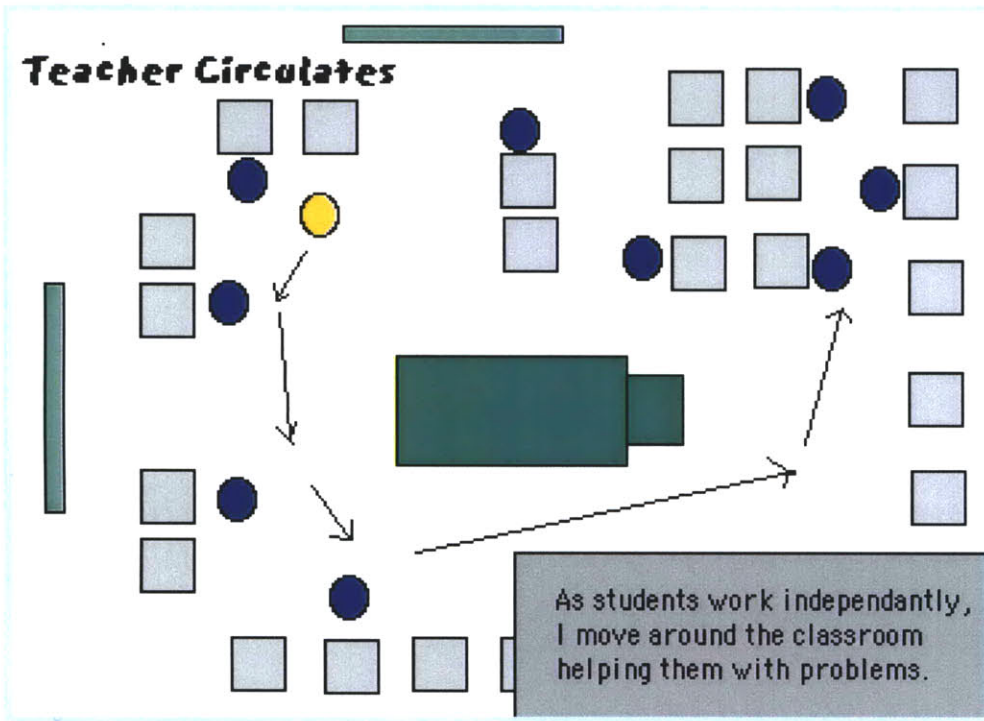 Teacher Circulates
As students work independantly,
I move around the classroom
helping them with problems.